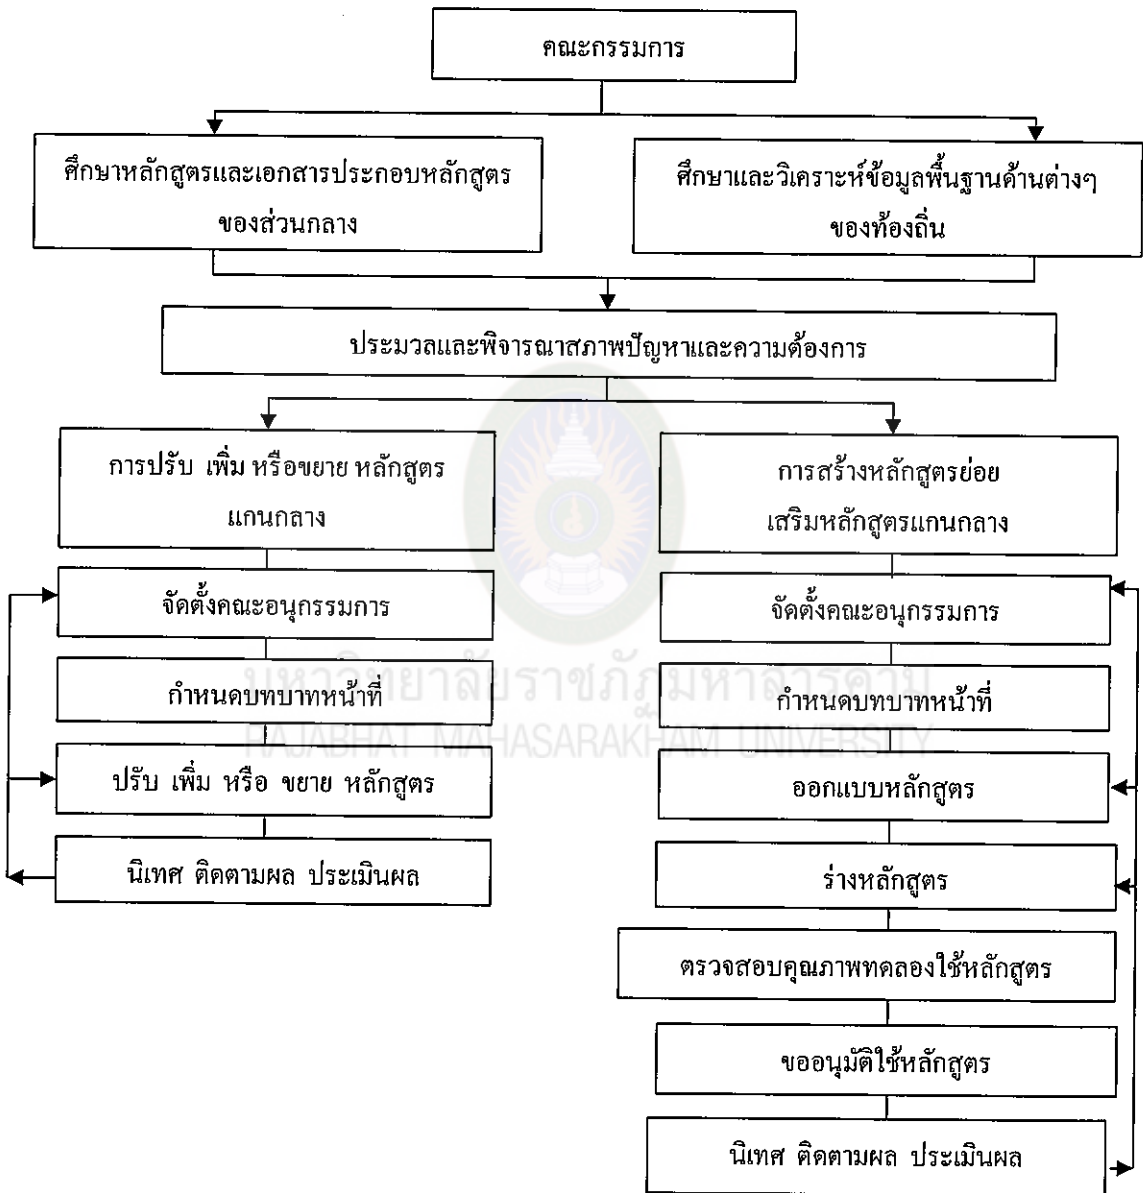 คณะกรรมการ
ศึกษาหลักสูตรและเอกสารประกอบหลักสูตร
ของส่วนกลาง
ศึกษาและวิเคราะห์ข้อมูลพื้นฐานด้านต่างๆ
ของท้องถิ่น
ประมวลและพิจารณาสภาพปัญหาและความต้องการ
การปรับ เพิ่ม หรือขยาย หลักสูตร
แกนกลาง
จัดตั้งคณะอนุกรรมการ
กำหนดบทบาทหน้าที่
ปรับ เพิ่ม หรือ ขยาย หลักสูตร
นิเทศ ติดตามผล ประเมินผล
การสร้างหลักสูตรย่อย
เสริมหลักสูตรแกนกลาง
จัดตั้งคณะอนุกรรมการ
กำหนดบทบาทหน้าที่
ออกแบบหลักสูตร
ร่างหลักสูตร
ตรวจสอบคุณภาพทดลองใช้หลักสูตร
ขออนุมัติใช้หลักสูตร
นิเทศ ติดตามผล ประเมินผล
มหาวิทยาลัยราชภัฏมหาสารคาม
RAJABHAT MAHASARAKHAM UNIVERSITY